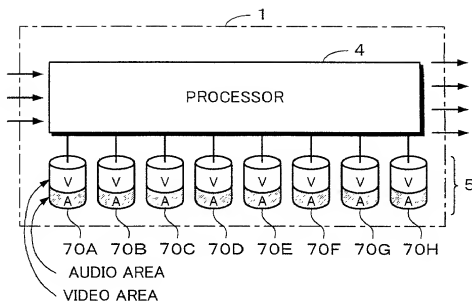 1
4
PROCESSOR
V V V V V V V V
A A A A A A A A
5
70A 70B 70C 70D 70E 70F 70G 70H
AUDIO AREA
VIDEO AREA